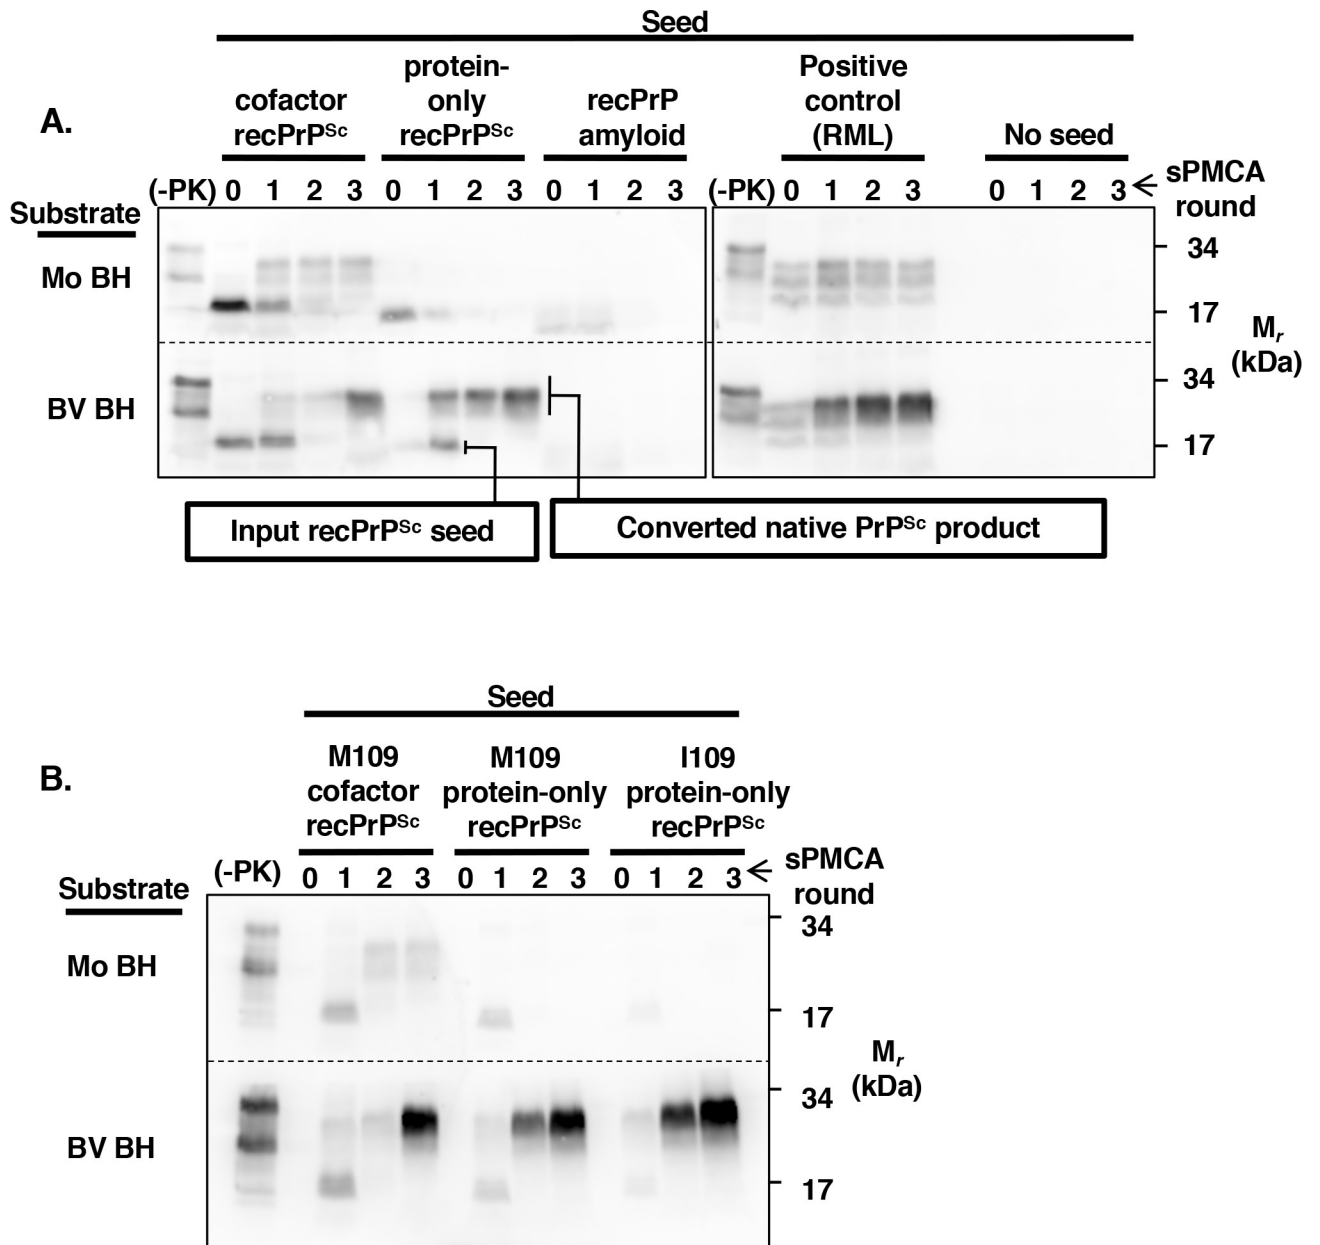 Seed
A.
cofactor
recPrPSc
protein-
only
recPrPSc
recPrP
amyloid
Positive
control
(RML)
No seed
(-PK) 0 1 2 3 0 1 2 3 0 1 2 3 (-PK) 0 1 2 3 0 1 2 3
sPMCA
round
Substrate
Mo BH
BV BH
34
17
34
17
Mr
(kDa)
Input recPrPSc seed
Converted native PrPSc product
Seed
B.
M109
cofactor
recPrPSc
M109
protein-only
recPrPSc
I109
protein-only
recPrPSc
(-PK) 0 1 2 3 0 1 2 3 0 1 2 3
sPMCA
round
Substrate
Mo BH
BV BH
34
17
34
17
Mr
(kDa)